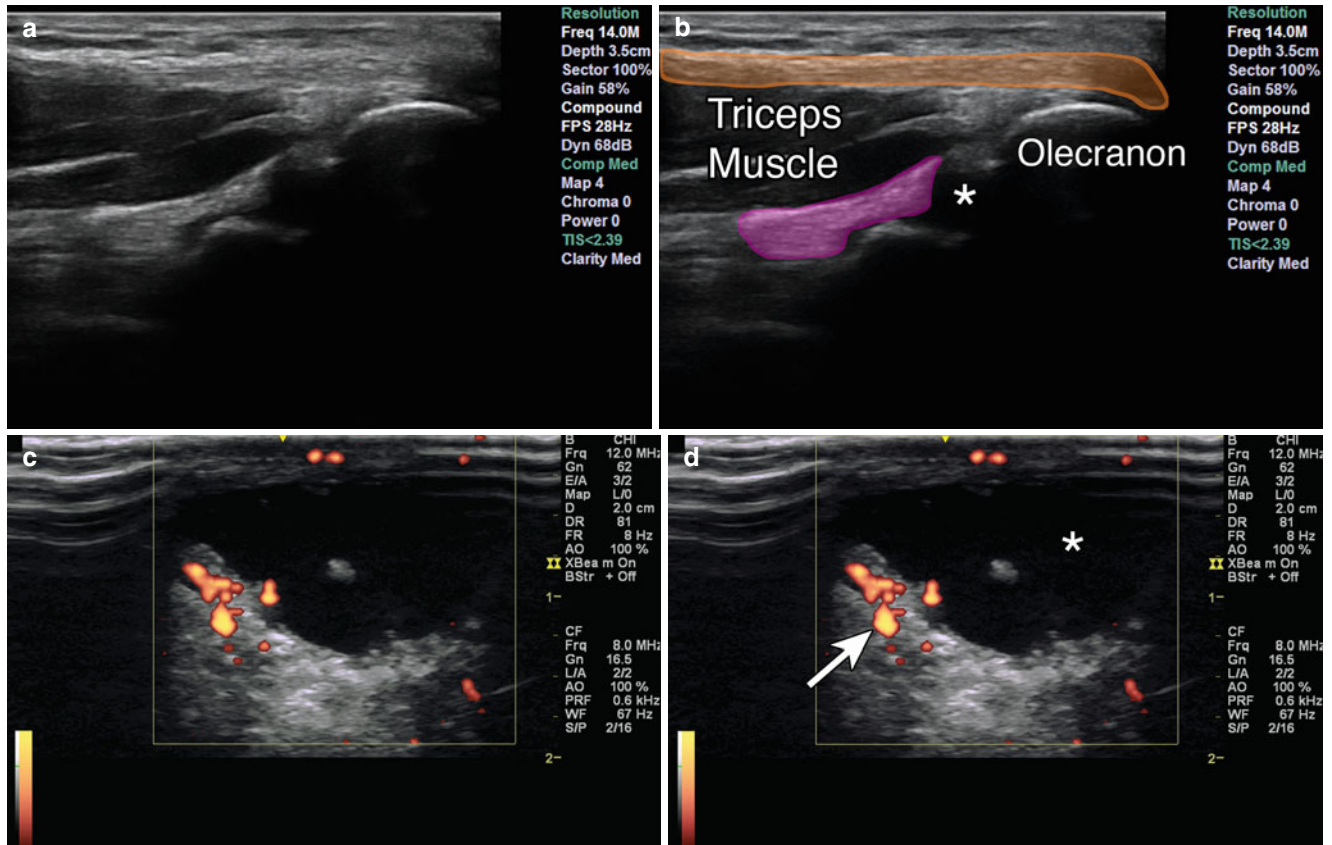 a
Resolution
Freq 14.0M
Depth 3.5cm
Sector 100%
Gain 58%
Compound
FPS 28Hz
Dyn 68dB
Comp Med
Map 4
Chroma 0
Power 0
TIS<2.39
Clarity Med
b
Triceps
Muscle
Olecranon
*
Resolution
Freq 14.0M
Depth 3.5cm
Sector 100%
Gain 58%
Compound
FPS 28Hz
Dyn 68dB
Comp Med
Map 4
Chroma 0
Power 0
TIS<2.39
Clarity Med
c
B CHI
Frq 12.0 MHz
Gn 62
E/A 3/2
Map L/0
D 2.0 cm
DR 81
FR 8 Hz
AO 100 %
XBeam On
BStr + Off
1-
CF
Frq 8.0 MHz
Gn 16.5
L/A 2/2
AO 100 %
PRF 0.6 kHz
WF 67 Hz
S/P 2/16
2-
d
*
B CHI
Frq 12.0 MHz
Gn 62
E/A 3/2
Map L/0
D 2.0 cm
DR 81
FR 8 Hz
AO 100 %
XBeam On
BStr + Off
1-
CF
Frq 8.0 MHz
Gn 16.5
L/A 2/2
AO 100 %
PRF 0.6 kHz
WF 67 Hz
S/P 2/16
2-